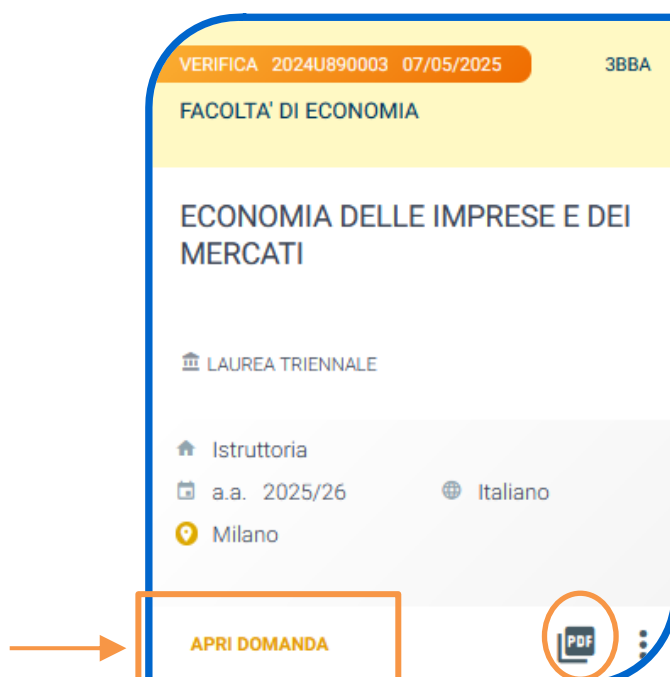 VERIFICA 2024U890003 07/05/2025 3BBA
FACOLTA' DI ECONOMIA
ECONOMIA DELLE IMPRESE E DEI
MERCATI
LAUREA TRIENNALE
Istruttoria
a.a. 2025/26 Italiano
Milano
APRI DOMANDA PDF